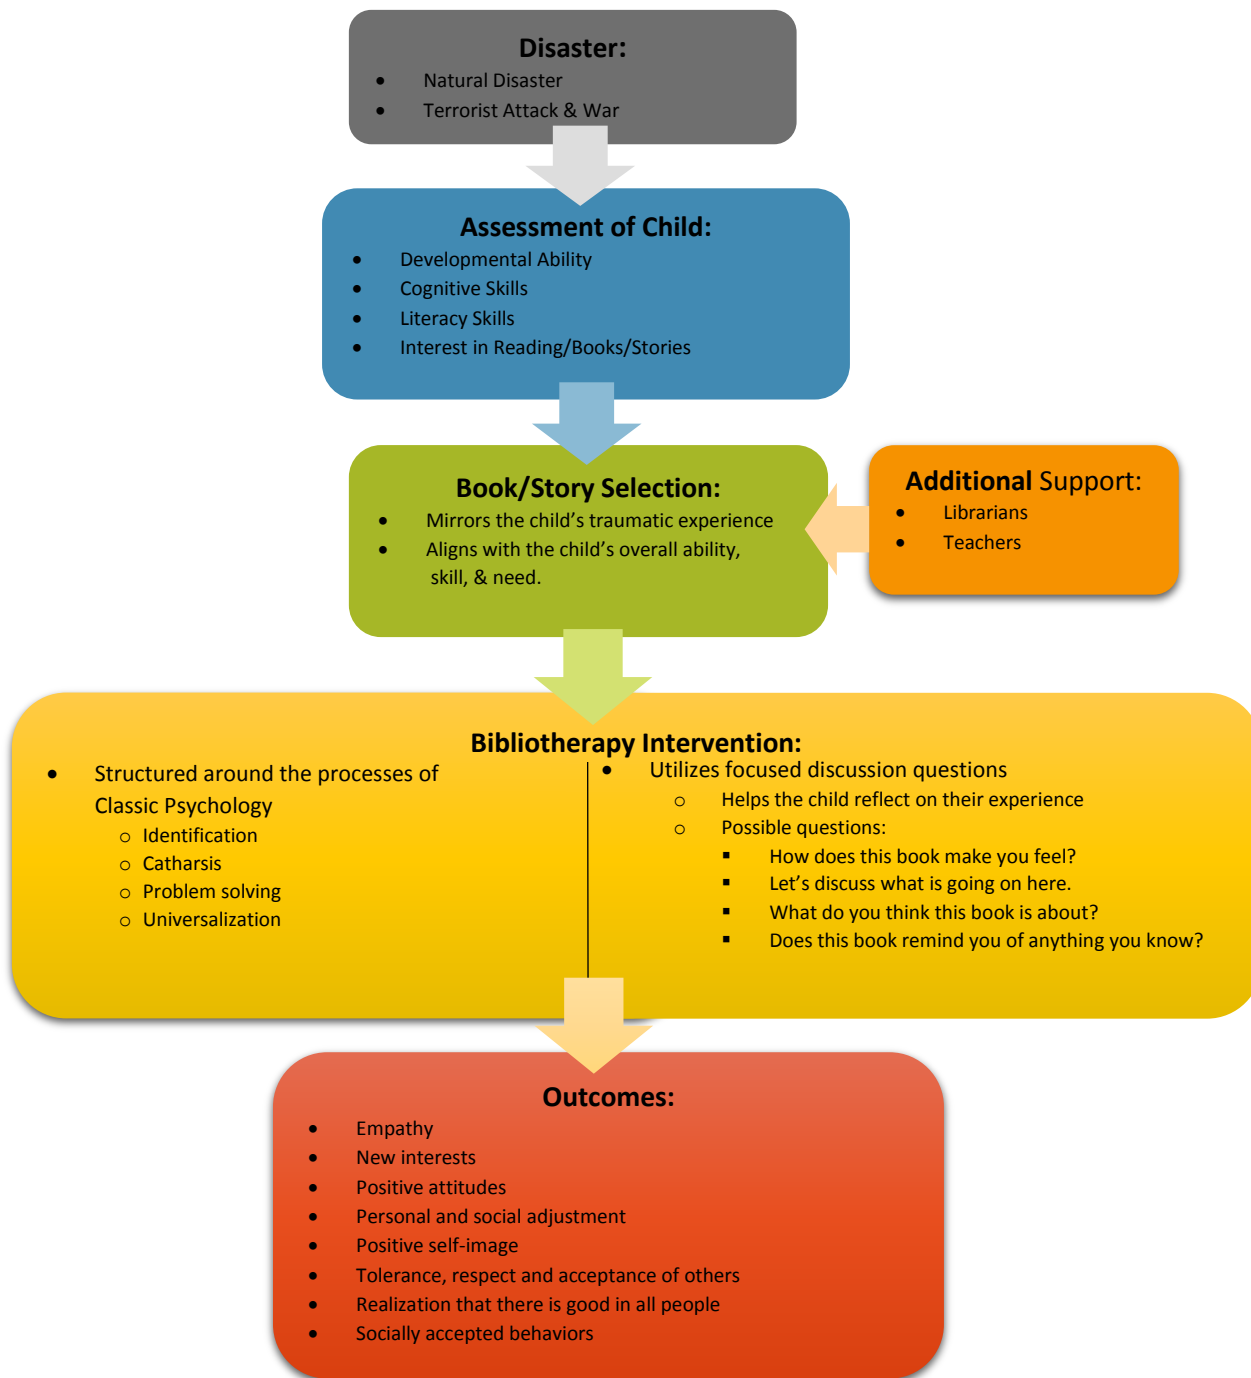 Disaster:
• Natural Disaster
• Terrorist Attack & War
Assessment of Child:
• Developmental Ability
• Cognitive Skills
• Literacy Skills
• Interest in Reading/Books/Stories
Book/Story Selection:
• Mirrors the child’s traumatic experience
• Aligns with the child’s overall ability,
skill, & need.
Additional Support:
• Librarians
• Teachers
Bibliotherapy Intervention:
• Structured around the processes of
Classic Psychology
o Identification
o Catharsis
o Problem solving
o Universalization
• Utilizes focused discussion questions
o Helps the child reflect on their experience
o Possible questions:
▪ How does this book make you feel?
▪ Let’s discuss what is going on here.
▪ What do you think this book is about?
▪ Does this book remind you of anything you know?
Outcomes:
• Empathy
• New interests
• Positive attitudes
• Personal and social adjustment
• Positive self-image
• Tolerance, respect and acceptance of others
• Realization that there is good in all people
• Socially accepted behaviors